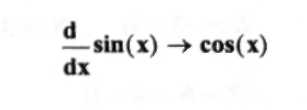 d/dx sin(x) → cos(x)